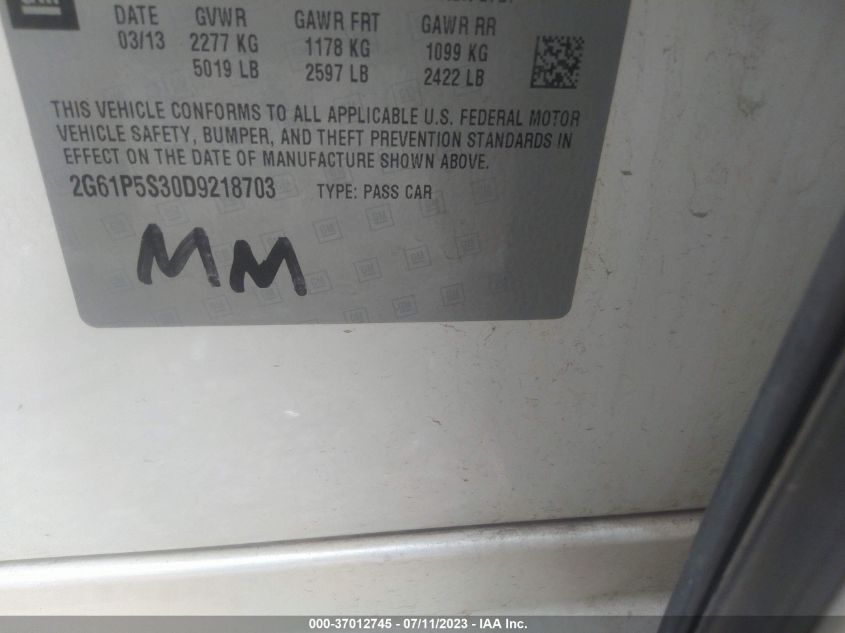 GM
DATE GVWR GAWR FRT GAWR RR
03/13 2277 KG 1178 KG 1099 KG
5019 LB 2597 LB 2422 LB
THIS VEHICLE CONFORMS TO ALL APPLICABLE U.S. FEDERAL MOTOR
VEHICLE SAFETY, BUMPER, AND THEFT PREVENTION STANDARDS IN
EFFECT ON THE DATE OF MANUFACTURE SHOWN ABOVE.
2G61P5S30D9218703 TYPE: PASS CAR
MM
000-37012745 - 07/11/2023 - IAA Inc.